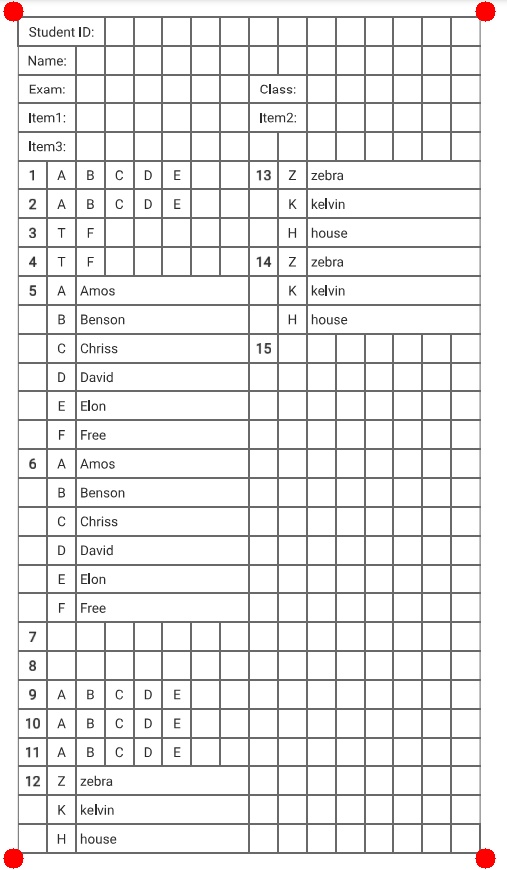 Student ID:
Name:
Exam: Class:
Item1: Item2:
Item3:
1 A B C D E
2 A B C D E
3 T F
4 T F
5 A Amos
B Benson
C Chriss
D David
E Elon
F Free
6 A Amos
B Benson
C Chriss
D David
E Elon
F Free
7
8
9 A B C D E
10 A B C D E
11 A B C D E
12 Z zebra
K kelvin
H house
13 Z zebra
K kelvin
H house
14 Z zebra
K kelvin
H house
15